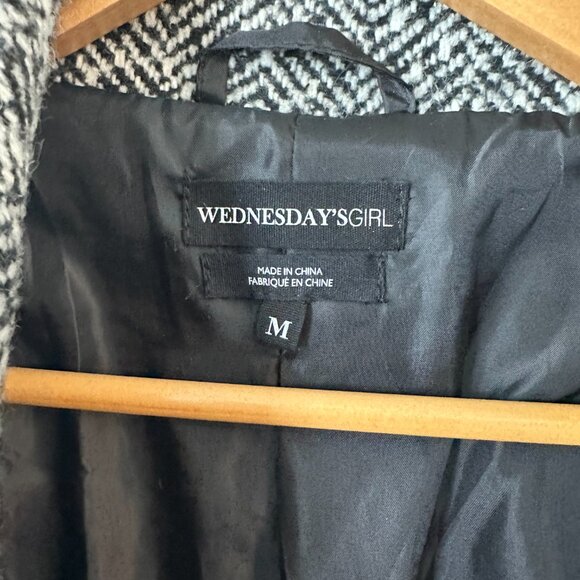 WEDNESDAY'SGIRL
MADE IN CHINA
FABRIQUÉ EN CHINE
M